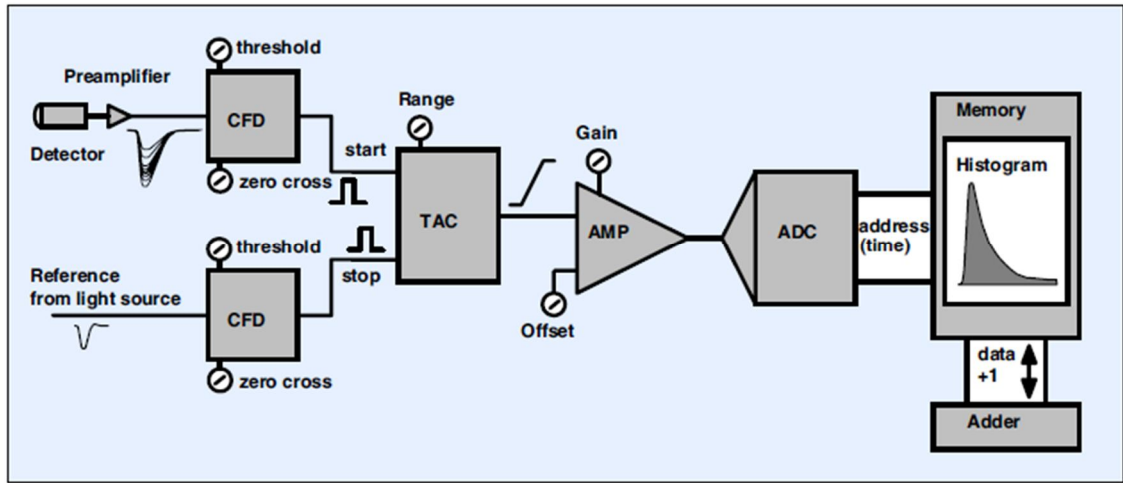 threshold
Preamplifier
CFD
Detector
zero cross
Range
start
TAC
stop
threshold
Reference
from light source
CFD
zero cross
Gain
AMP
Offset
ADC
address
(time)
Memory
Histogram
data
+1
Adder